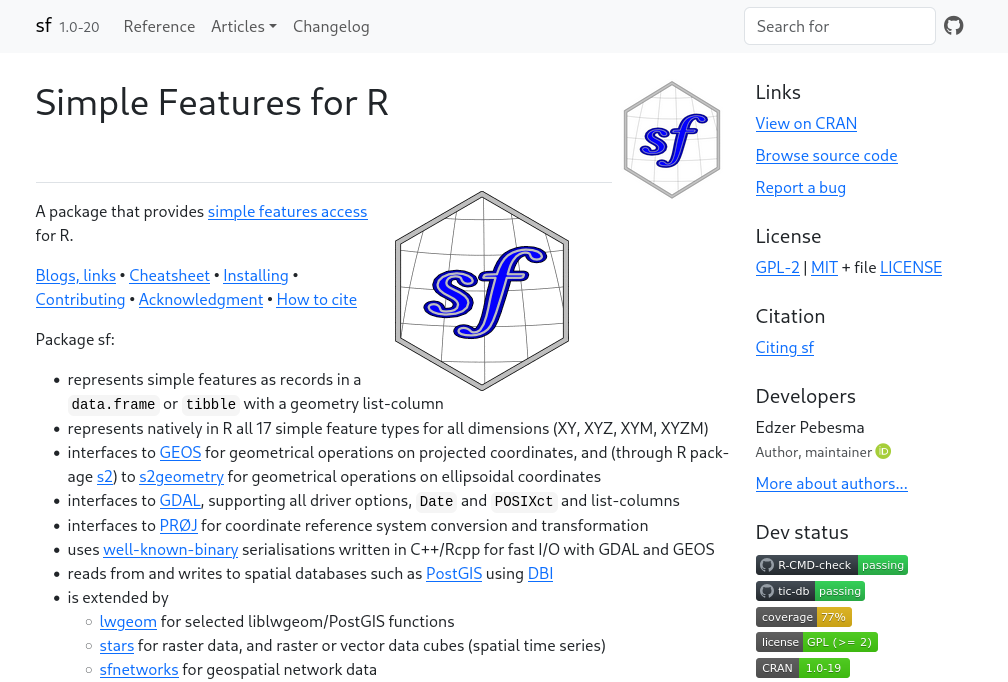 sf 1.0-20 Reference Articles Changelog Search for
Simple Features for R
sf
A package that provides simple features access
for R.
sf
Blogs, links • Cheatsheet • Installing •
Contributing • Acknowledgment • How to cite
Package sf:
• represents simple features as records in a
data.frame or tibble with a geometry list-column
• represents natively in R all 17 simple feature types for all dimensions (XY, XYZ, XYM, XYZM)
• interfaces to GEOS for geometrical operations on projected coordinates, and (through R pack-
age s2) to s2geometry for geometrical operations on ellipsoidal coordinates
• interfaces to GDAL, supporting all driver options, Date and POSIXct and list-columns
• interfaces to PRØJ for coordinate reference system conversion and transformation
• uses well-known-binary serialisations written in C++/Rcpp for fast I/O with GDAL and GEOS
• reads from and writes to spatial databases such as PostGIS using DBI
• is extended by
◦ lwgeom for selected liblwgeom/PostGIS functions
◦ stars for raster data, and raster or vector data cubes (spatial time series)
◦ sfnetworks for geospatial network data
Links
View on CRAN
Browse source code
Report a bug
License
GPL-2 | MIT + file LICENSE
Citation
Citing sf
Developers
Edzer Pebesma
Author, maintainer iD
More about authors...
Dev status
R-CMD-check passing
tic-db passing
coverage 77%
license GPL (>= 2)
CRAN 1.0-19